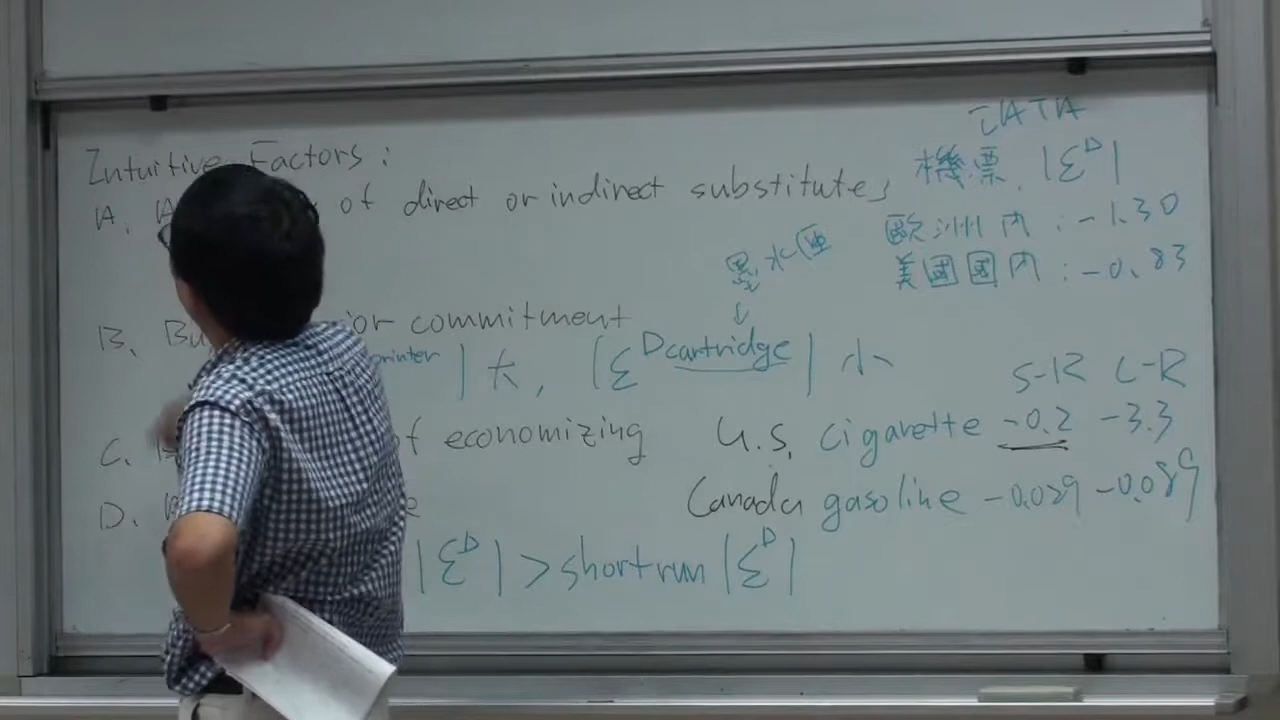 Intuitive Factors:
A. of direct or indirect substitutes
B. or commitment
printer | 大, |ε^D cartridge| 小
墨水匣
↓
C. of economizing
D.
|ε^D| > short run |ε^D|
IATA
機票. |ε^D|
歐洲內 : -1.30
美國國內 : -0.83
S-R L-R
U.S. cigarette -0.2 -3.3
Canada gasoline -0.089